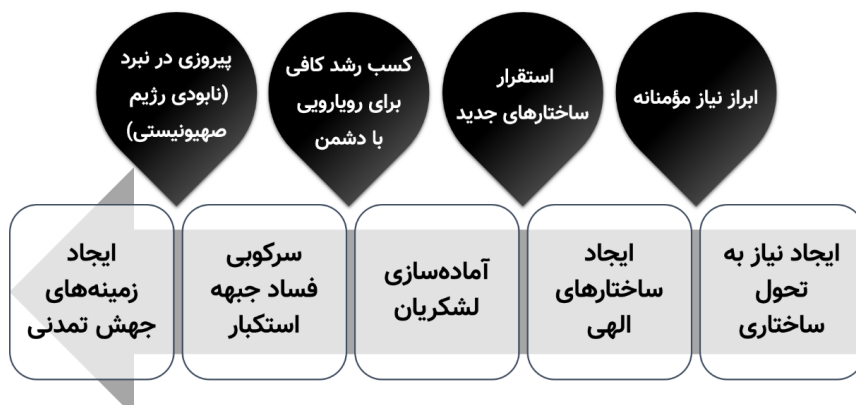 ابراز نیاز مؤمنانه
استقرار
ساختارهای جدید
کسب رشد کافی
برای رویارویی
با دشمن
پیروزی در نبرد
(نابودی رژیم
صهیونیستی)
ایجاد نیاز به
تحول
ساختاری
ایجاد
ساختارهای
الهی
آماده‌سازی
لشکریان
سرکوبی
فساد جبهه
استکبار
ایجاد
زمینه‌های
جهش تمدنی